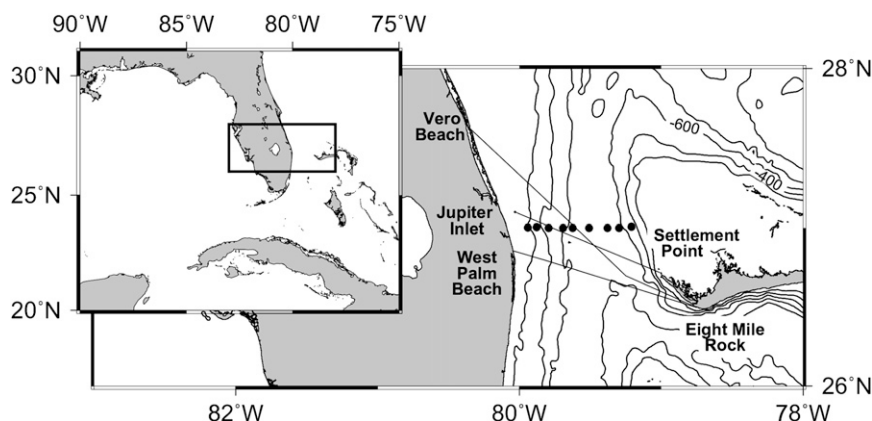 90˚W
85˚W
80˚W
75˚W
30˚N
25˚N
20˚N
28˚N
-600
-400
Vero
Beach
Jupiter
Inlet
West
Palm
Beach
Settlement
Point
Eight Mile
Rock
26˚N
82˚W
80˚W
78˚W